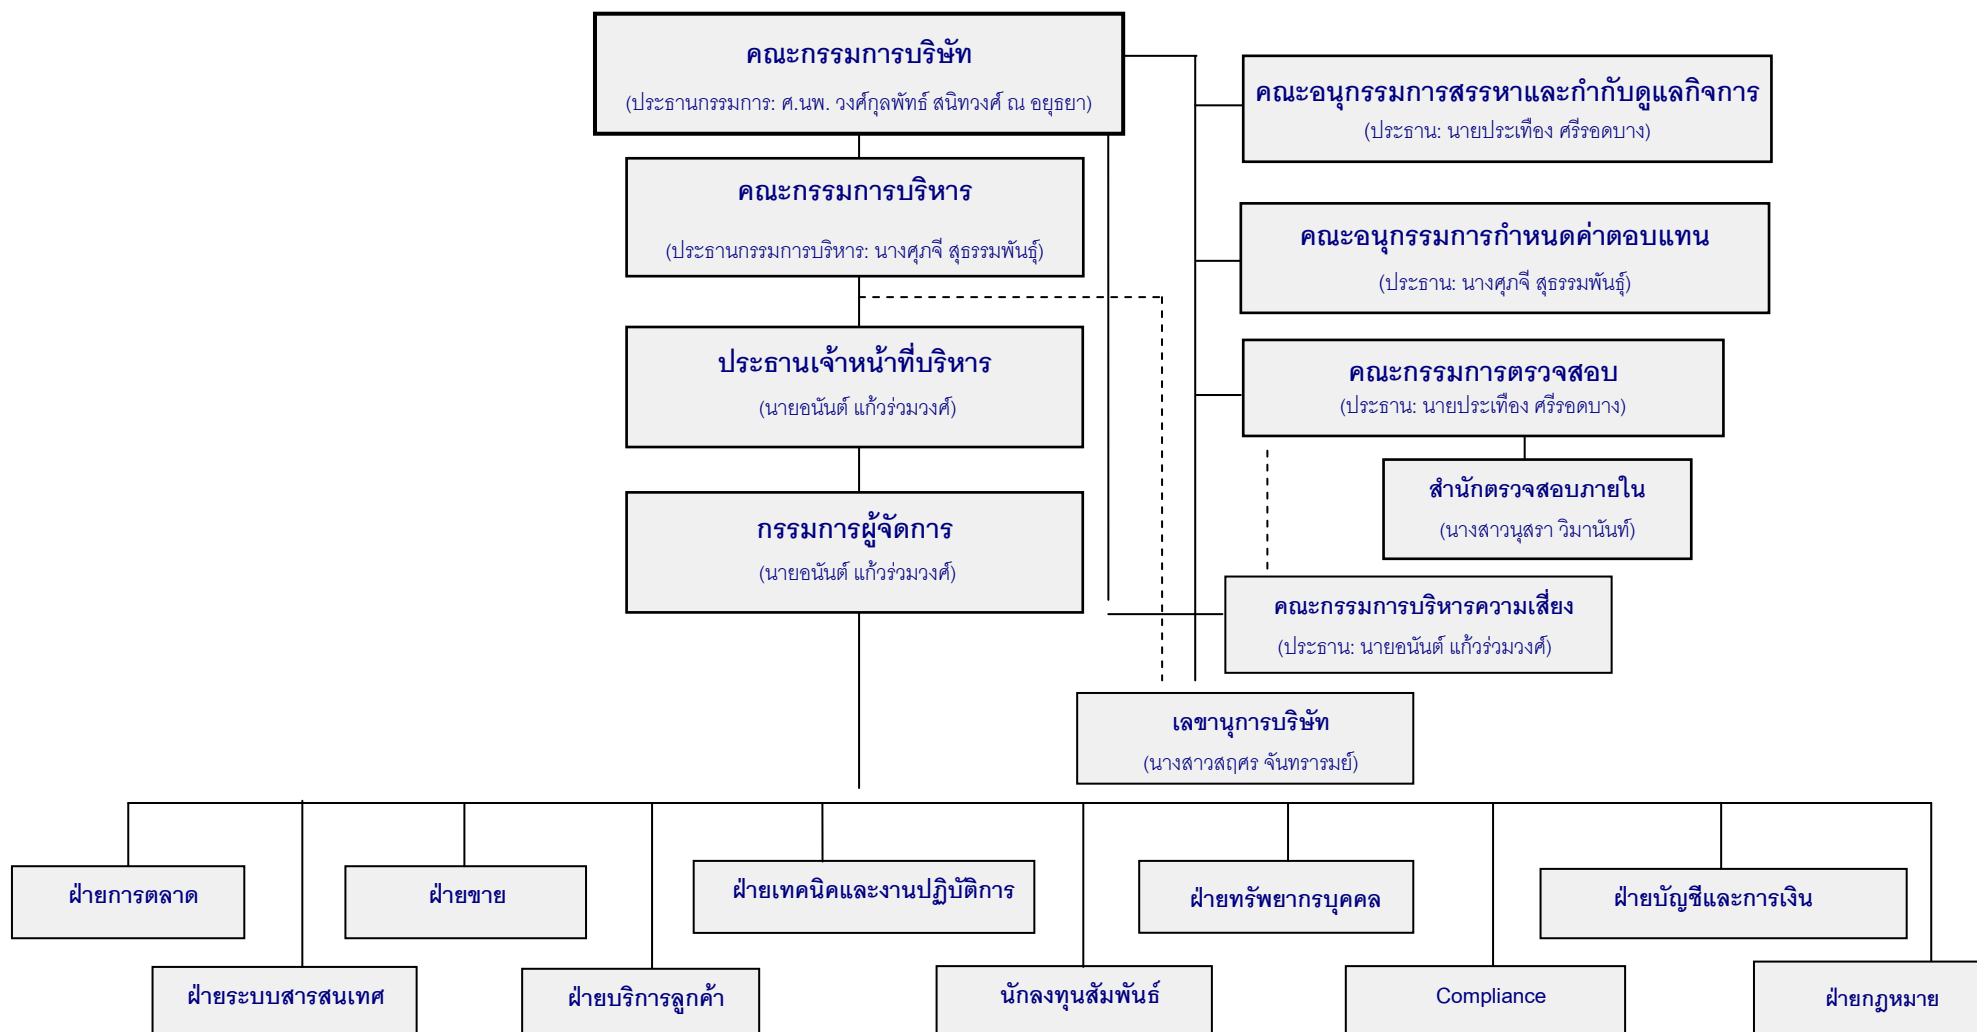 คณะกรรมการบริษัท
(ประธานกรรมการ: ศ.นพ. วงศ์กุลพัทธ์ สนิทวงศ์ ณ อยุธยา)
คณะอนุกรรมการสรรหาและกำกับดูแลกิจการ
(ประธาน: นายประเทือง ศรีรอดบาง)
คณะกรรมการบริหาร
(ประธานกรรมการบริหาร: นางศุภจี สุธรรมพันธุ์)
คณะอนุกรรมการกำหนดค่าตอบแทน
(ประธาน: นางศุภจี สุธรรมพันธุ์)
ประธานเจ้าหน้าที่บริหาร
(นายอนันต์ แก้วร่วมวงศ์)
คณะกรรมการตรวจสอบ
(ประธาน: นายประเทือง ศรีรอดบาง)
สำนักตรวจสอบภายใน
(นางสาวนุสรา วิมานันท์)
กรรมการผู้จัดการ
(นายอนันต์ แก้วร่วมวงศ์)
คณะกรรมการบริหารความเสี่ยง
(ประธาน: นายอนันต์ แก้วร่วมวงศ์)
เลขานุการบริษัท
(นางสาวสฤศร จันทรารมย์)
ฝ่ายการตลาด
ฝ่ายขาย
ฝ่ายเทคนิคและงานปฏิบัติการ
ฝ่ายทรัพยากรบุคคล
ฝ่ายบัญชีและการเงิน
ฝ่ายระบบสารสนเทศ
ฝ่ายบริการลูกค้า
นักลงทุนสัมพันธ์
Compliance
ฝ่ายกฎหมาย